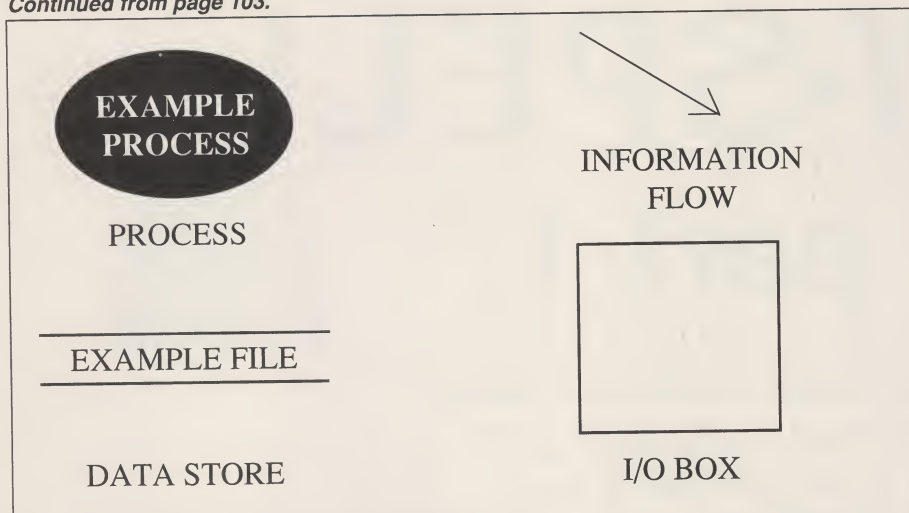 Continued from page 103.
EXAMPLE
PROCESS
PROCESS
INFORMATION
FLOW
EXAMPLE FILE
DATA STORE
I/O BOX